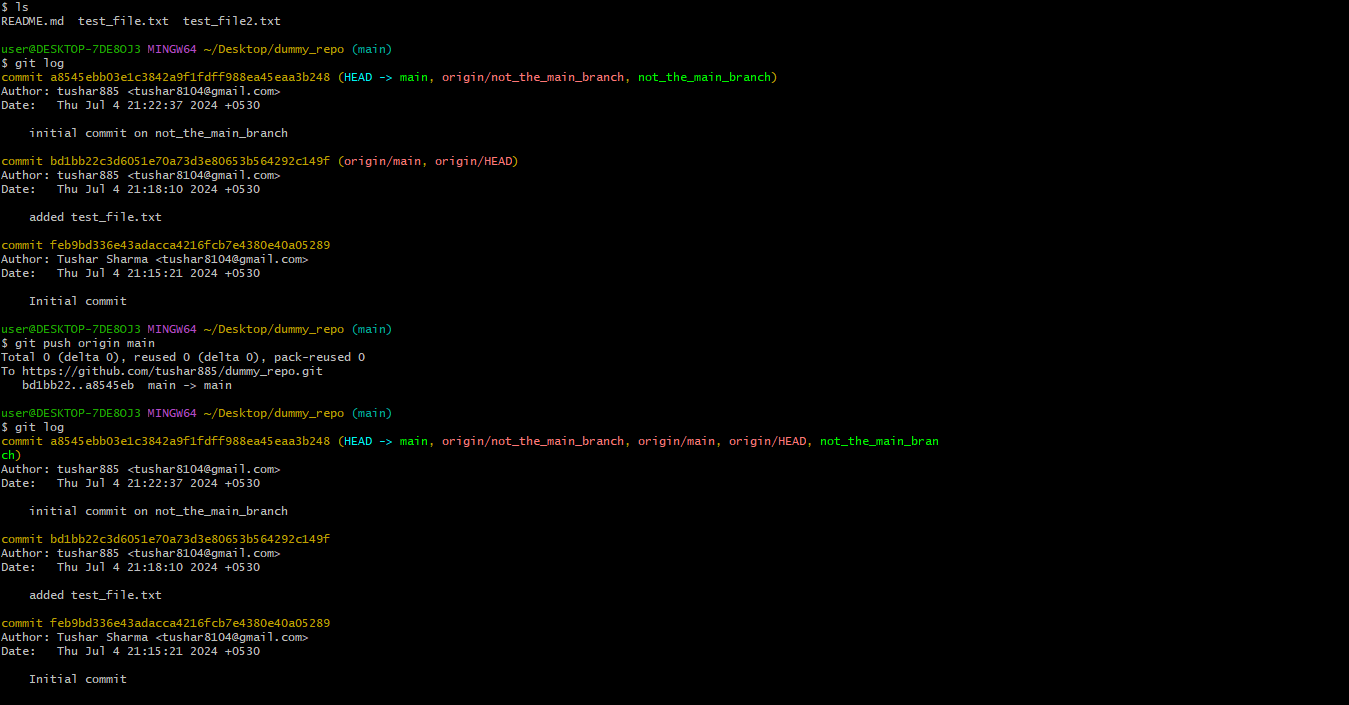 $ ls
README.md  test_file.txt  test_file2.txt
user@DESKTOP-7DE8OJ3 MINGW64 ~/Desktop/dummy_repo (main)
$ git log
commit a8545ebb03e1c3842a9f1fdff988ea45eaa3b248 (HEAD -> main, origin/not_the_main_branch, not_the_main_branch)
Author: tushar885 <tushar8104@gmail.com>
Date:   Thu Jul 4 21:22:37 2024 +0530
    initial commit on not_the_main_branch
commit bd1bb22c3d6051e70a73d3e80653b564292c149f (origin/main, origin/HEAD)
Author: tushar885 <tushar8104@gmail.com>
Date:   Thu Jul 4 21:18:10 2024 +0530
    added test_file.txt
commit feb9bd336e43adacca4216fcb7e4380e40a05289
Author: Tushar Sharma <tushar8104@gmail.com>
Date:   Thu Jul 4 21:15:21 2024 +0530
    Initial commit
user@DESKTOP-7DE8OJ3 MINGW64 ~/Desktop/dummy_repo (main)
$ git push origin main
Total 0 (delta 0), reused 0 (delta 0), pack-reused 0
To https://github.com/tushar885/dummy_repo.git
   bd1bb22..a8545eb  main -> main
user@DESKTOP-7DE8OJ3 MINGW64 ~/Desktop/dummy_repo (main)
$ git log
commit a8545ebb03e1c3842a9f1fdff988ea45eaa3b248 (HEAD -> main, origin/not_the_main_branch, origin/main, origin/HEAD, not_the_main_bran
ch)
Author: tushar885 <tushar8104@gmail.com>
Date:   Thu Jul 4 21:22:37 2024 +0530
    initial commit on not_the_main_branch
commit bd1bb22c3d6051e70a73d3e80653b564292c149f
Author: tushar885 <tushar8104@gmail.com>
Date:   Thu Jul 4 21:18:10 2024 +0530
    added test_file.txt
commit feb9bd336e43adacca4216fcb7e4380e40a05289
Author: Tushar Sharma <tushar8104@gmail.com>
Date:   Thu Jul 4 21:15:21 2024 +0530
    Initial commit